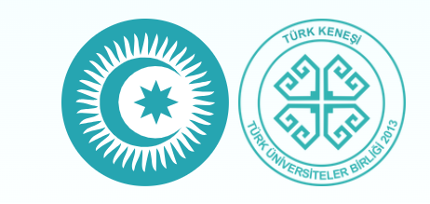 TÜRK KENEŞİ
TÜRK ÜNİVERSİTELER BİRLİĞİ 2013